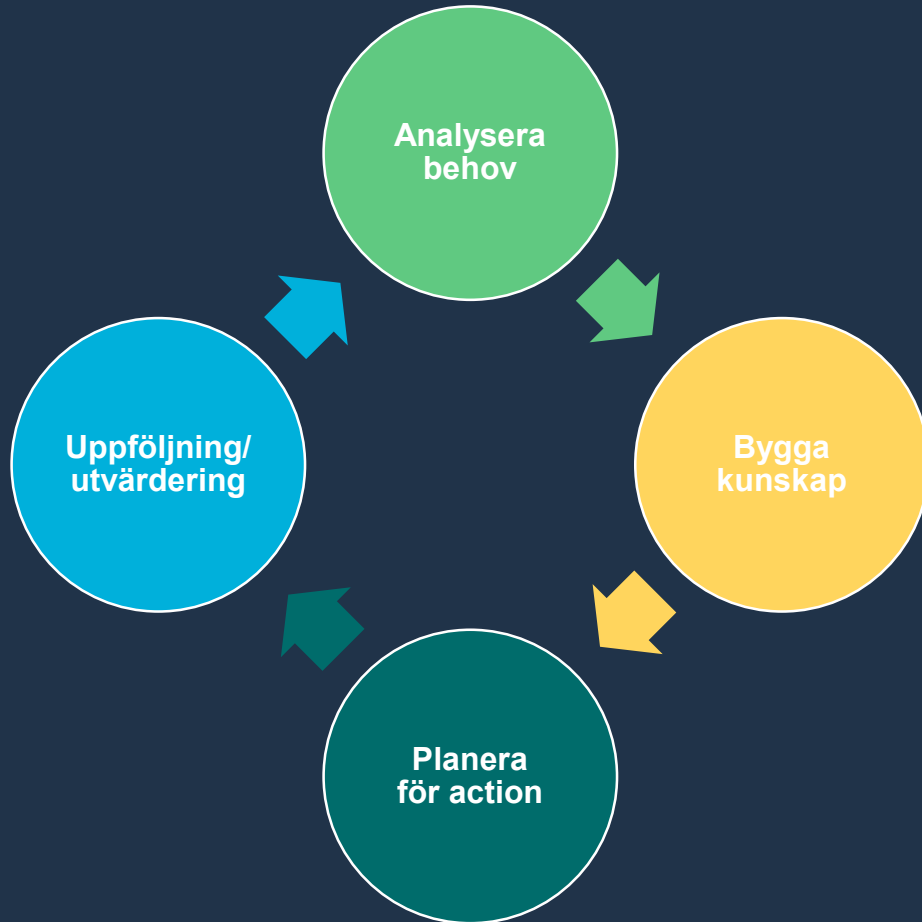 Analysera
behov
Bygga
kunskap
Planera
för action
Uppföljning/
utvärdering